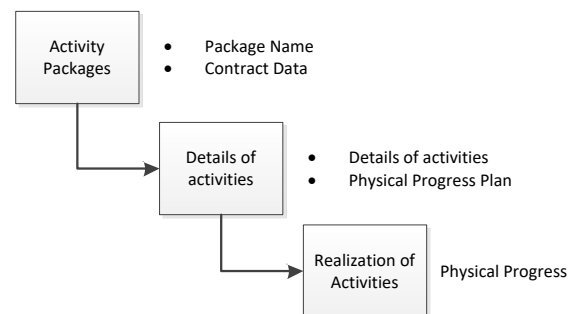 Activity
Packages
• Package Name
• Contract Data
Details of
activities
• Details of activities
• Physical Progress Plan
Realization of
Activities
Physical Progress